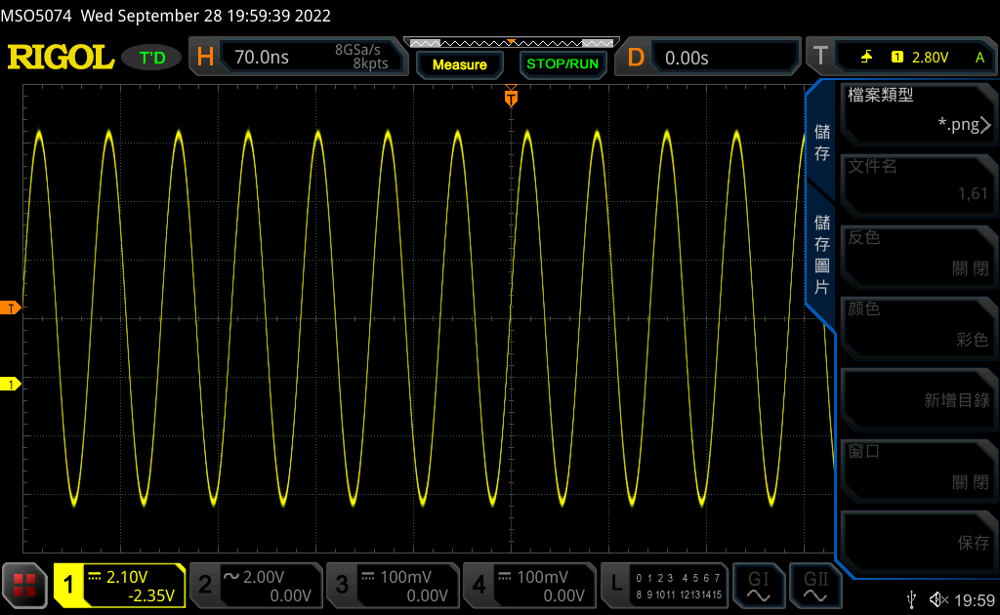 MSO5074 Wed September 28 19:59:39 2022
RIGOL
T'D
H 70.0ns
8GSa/s
8kpts
Measure
STOP/RUN
D 0.00s
T 1 2.80V A
T
檔案類型
*.png
儲存
文件名
1,61
儲存圖片
反色
關閉
T
颜色
彩色
1
新增目錄
窗口
關閉
保存
1 2.10V
-2.35V
2 2.00V
0.00V
3 100mV
0.00V
4 100mV
0.00V
L 0 1 2 3 4 5 6 7
8 9 10 11 12 13 14 15
GI
GII
19:59